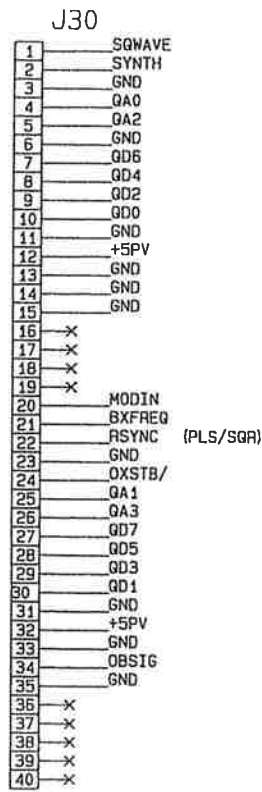 J30
1 SQWAVE
2 SYNTH
3 GND
4 QA0
5 QA2
6 GND
7 QD6
8 QD4
9 QD2
10 QD0
11 GND
12 +5PV
13 GND
14 GND
15 GND
16
17
18
19
20 MODIN
21 BXFREQ
22 RSYNC (PLS/SQR)
23 GND
24 OXSTB/
25 QA1
26 QA3
27 QD7
28 QD5
29 QD3
30 QD1
31 GND
32 +5PV
33 GND
34 OBSIG
35 GND
36
37
38
39
40